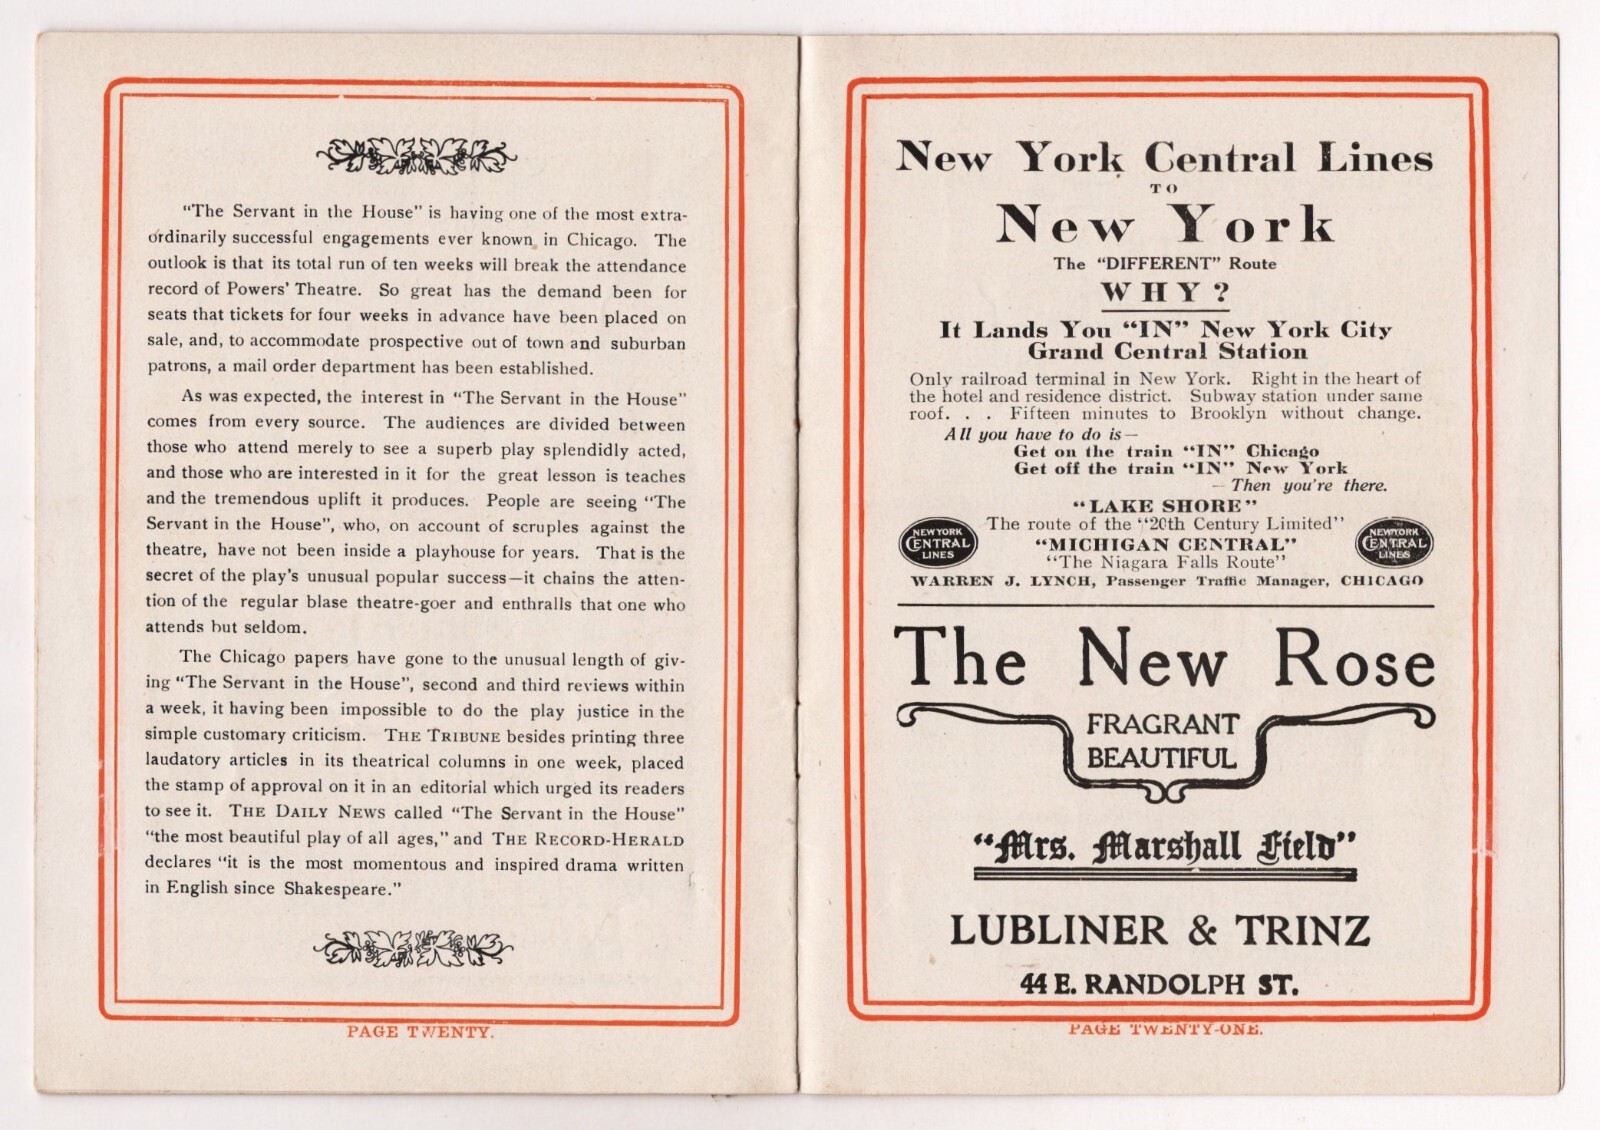 "The Servant in the House" is having one of the most extra-
ordinarily successful engagements ever known in Chicago. The
outlook is that its total run of ten weeks will break the attendance
record of Powers' Theatre. So great has the demand been for
seats that tickets for four weeks in advance have been placed on
sale, and, to accommodate prospective out of town and suburban
patrons, a mail order department has been established.
As was expected, the interest in "The Servant in the House"
comes from every source. The audiences are divided between
those who attend merely to see a superb play splendidly acted,
and those who are interested in it for the great lesson is teaches
and the tremendous uplift it produces. People are seeing "The
Servant in the House", who, on account of scruples against the
theatre, have not been inside a playhouse for years. That is the
secret of the play's unusual popular success—it chains the atten-
tion of the regular blase theatre-goer and enthralls that one who
attends but seldom.
The Chicago papers have gone to the unusual length of giv-
ing "The Servant in the House", second and third reviews within
a week, it having been impossible to do the play justice in the
simple customary criticism. THE TRIBUNE besides printing three
laudatory articles in its theatrical columns in one week, placed
the stamp of approval on it in an editorial which urged its readers
to see it. THE DAILY NEWS called "The Servant in the House"
"the most beautiful play of all ages," and THE RECORD-HERALD
declares "it is the most momentous and inspired drama written
in English since Shakespeare."
PAGE TWENTY.
New York Central Lines
TO
New York
The "DIFFERENT" Route
WHY?
It Lands You "IN" New York City
Grand Central Station
Only railroad terminal in New York. Right in the heart of
the hotel and residence district. Subway station under same
roof. . . Fifteen minutes to Brooklyn without change.
All you have to do is—
Get on the train "IN" Chicago
Get off the train "IN" New York
— Then you're there.
"LAKE SHORE"
The route of the "20th Century Limited"
"MICHIGAN CENTRAL"
"The Niagara Falls Route"
NEW YORK
CENTRAL
LINES
NEW YORK
CENTRAL
LINES
WARREN J. LYNCH, Passenger Traffic Manager, CHICAGO
The New Rose
FRAGRANT
BEAUTIFUL
"Mrs. Marshall Field"
LUBLINER & TRINZ
44 E. RANDOLPH ST.
PAGE TWENTY-ONE.